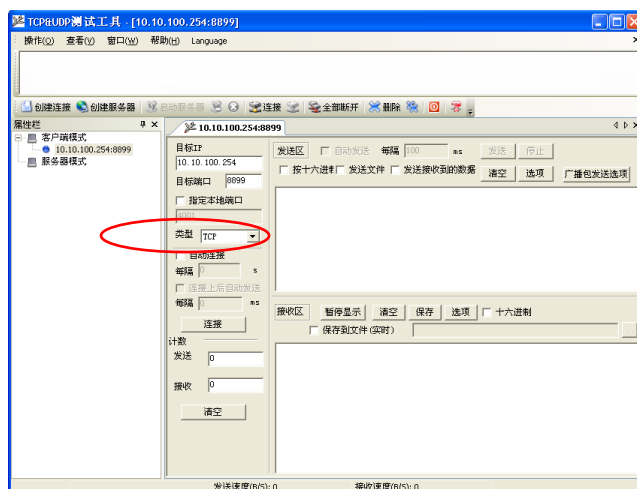 TCP&UDP测试工具 - [10.10.100.254:8899]
操作(O) 查看(V) 窗口(W) 帮助(H) Language
创建连接 创建服务器 启动服务器 连接 全部断开 删除
属性栏
客户端模式
10.10.100.254:8899
服务器模式
10.10.100.254:8899
目标IP
10.10.100.254
目标端口 8899
指定本地端口
4001
类型 TCP
自动连接
每隔 0 s
连接上后自动发送
每隔 0 ms
连接
计数
发送 0
接收 0
清空
发送区 自动发送 每隔 100 ms 发送 停止
按十六进制 发送文件 发送接收到的数据 清空 选项 广播包发送选项
接收区 暂停显示 清空 保存 选项 十六进制
保存到文件(实时)
发送速度(B/S): 0 接收速度(B/S): 0